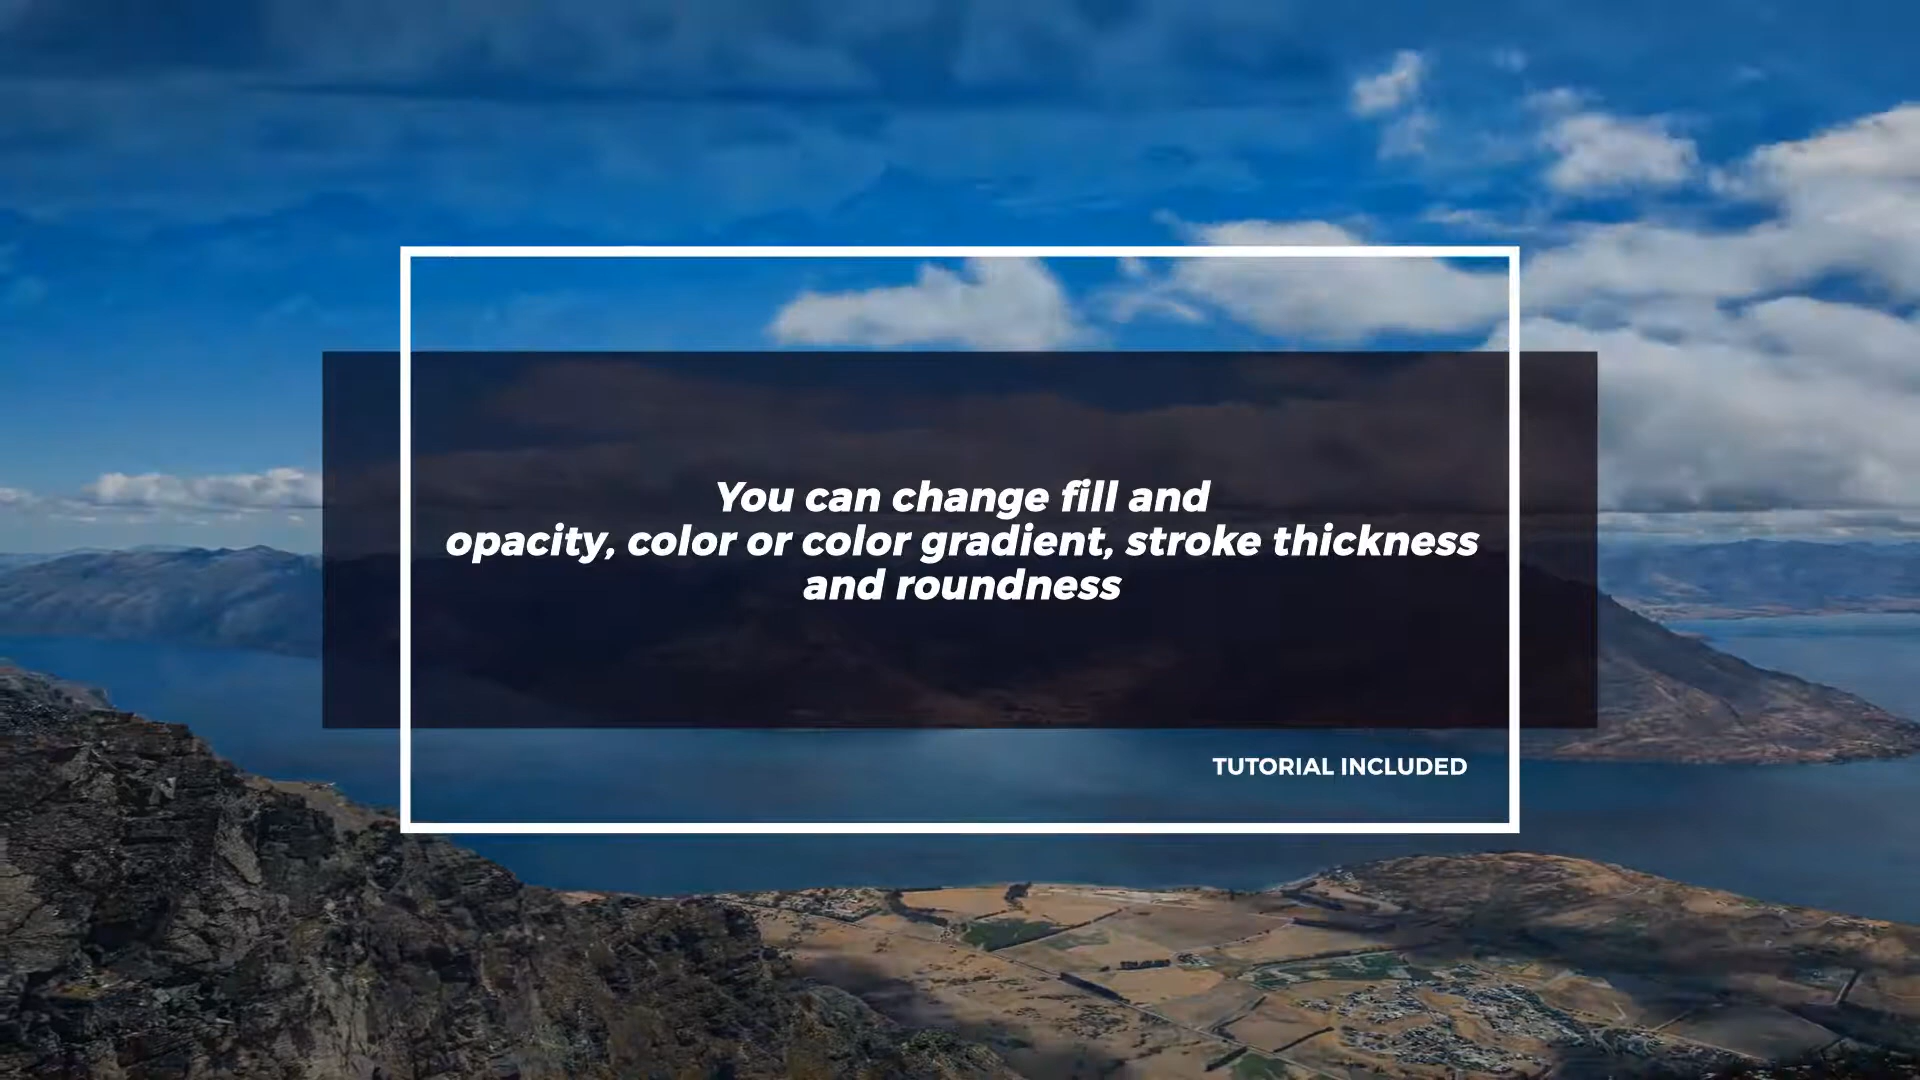 You can change fill and
opacity, color or color gradient, stroke thickness
and roundness
TUTORIAL INCLUDED